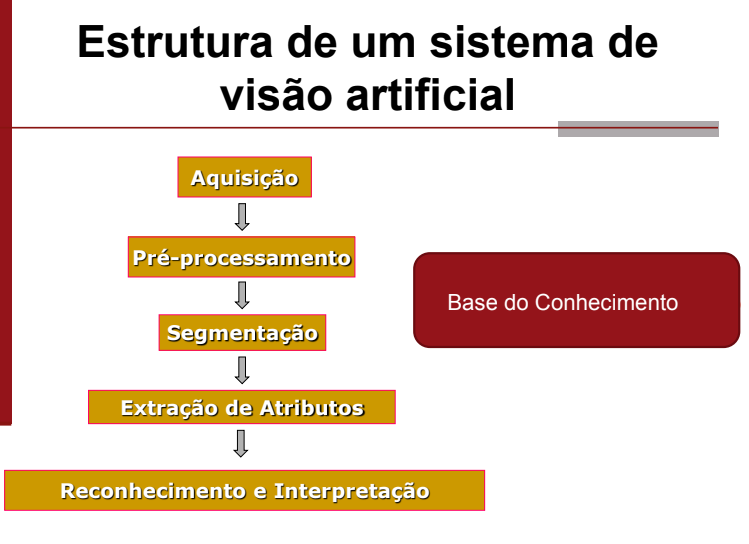 Estrutura de um sistema de
visão artificial
Aquisição
Pré-processamento
Base do Conhecimento
Segmentação
Extração de Atributos
Reconhecimento e Interpretação